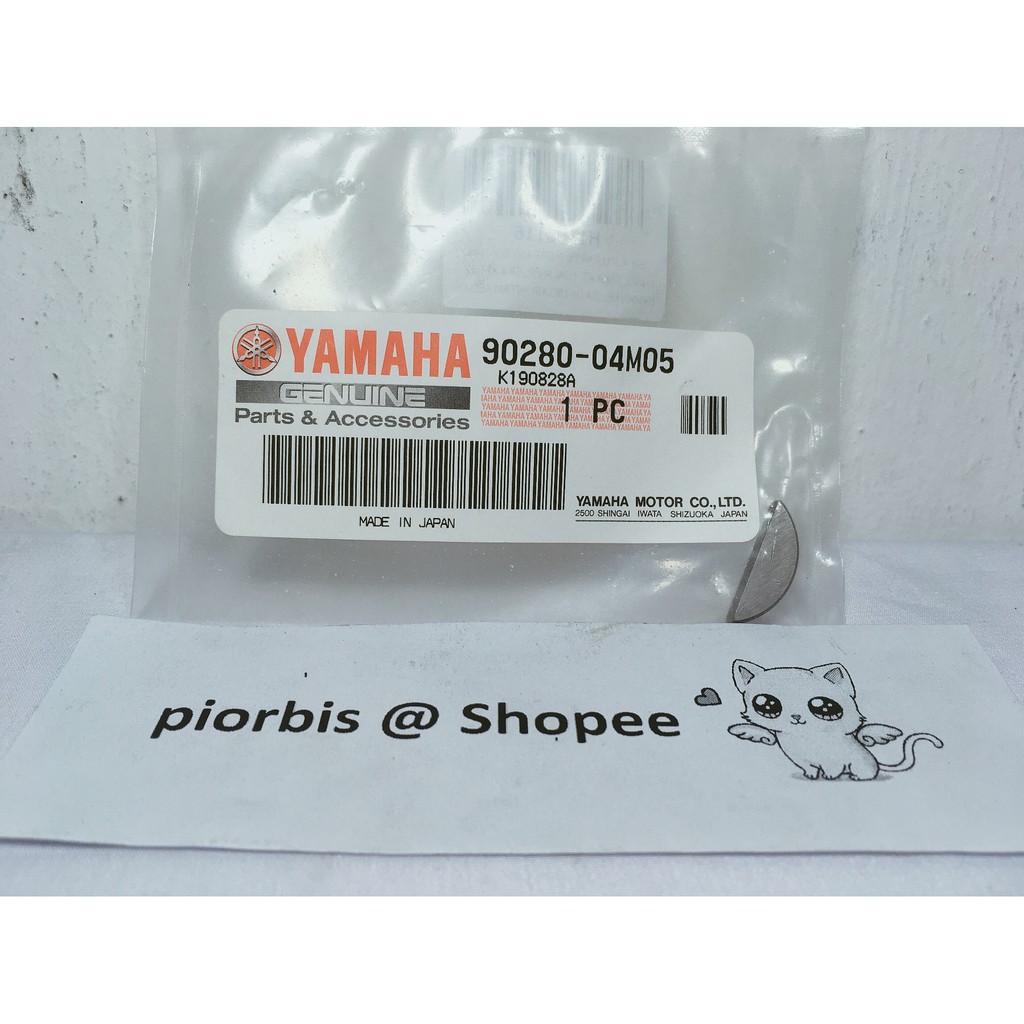 YAMAHA 90280-04M05
K190828A
GENUINE
Parts & Accessories
1 PC
YAMAHA MOTOR CO.,LTD.
2500 SHINGAI IWATA SHIZUOKA JAPAN
MADE IN JAPAN
piorbis @ Shopee